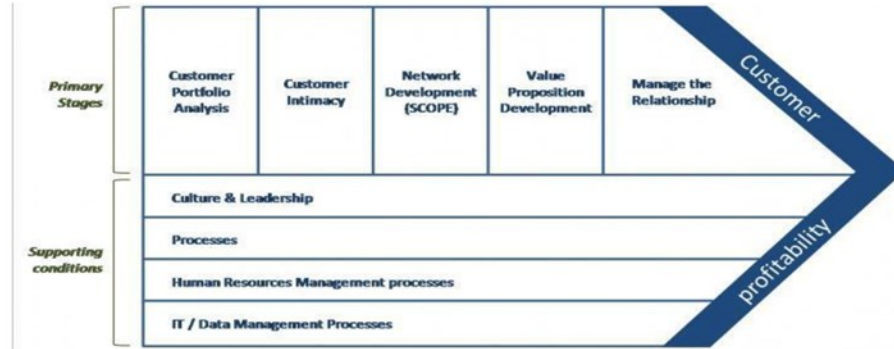 Primary
Stages
Customer
Portfolio
Analysis
Customer
Intimacy
Network
Development
(SCOPE)
Value
Proposition
Development
Manage the
Relationship
Customer
Supporting
conditions
Culture & Leadership
Processes
Human Resources Management processes
IT / Data Management Processes
profitability